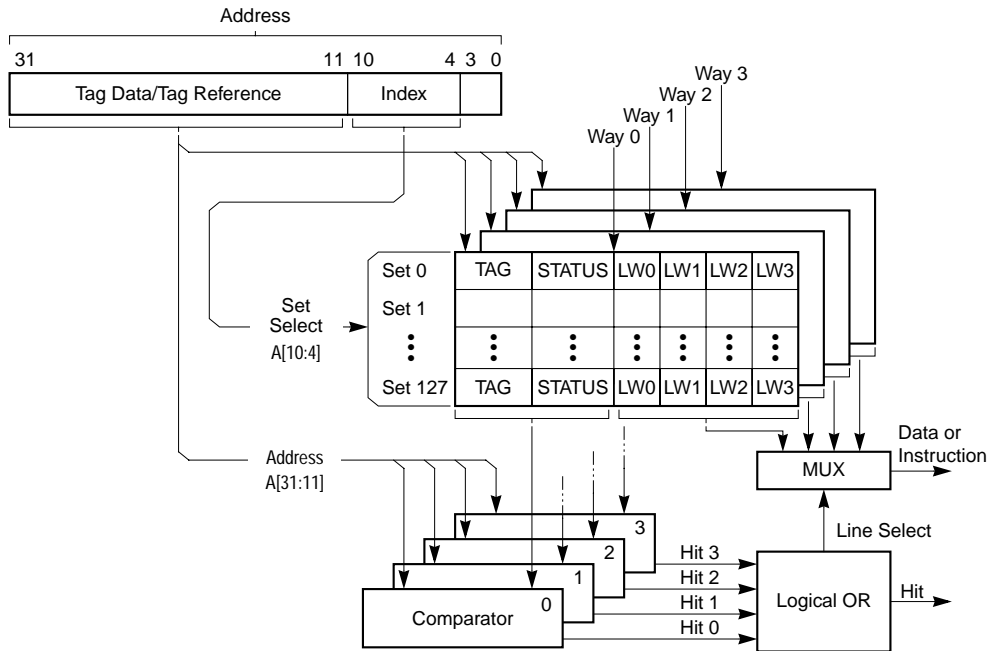 Address
31 11 10 4 3 0
Tag Data/Tag Reference Index
Way 3
Way 2
Way 1
Way 0
Set 0 TAG STATUS LW0 LW1 LW2 LW3
Set 1
Set
Select
A[10:4]
Set 127 TAG STATUS LW0 LW1 LW2 LW3
Address
A[31:11]
Data or
Instruction
MUX
Line Select
3
2
1
0
Comparator
Hit 3
Hit 2
Hit 1
Hit 0
Logical OR
Hit